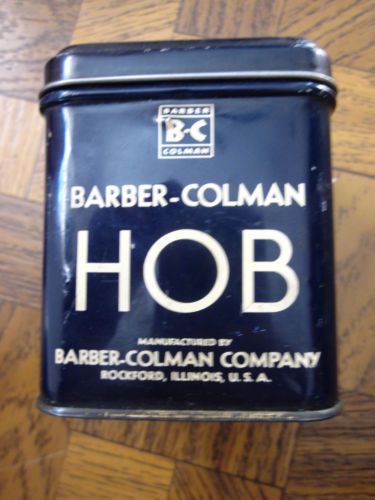 BARBER
B-C
COLMAN
BARBER-COLMAN
HOB
MANUFACTURED BY
BARBER-COLMAN COMPANY
ROCKFORD, ILLINOIS, U.S.A.